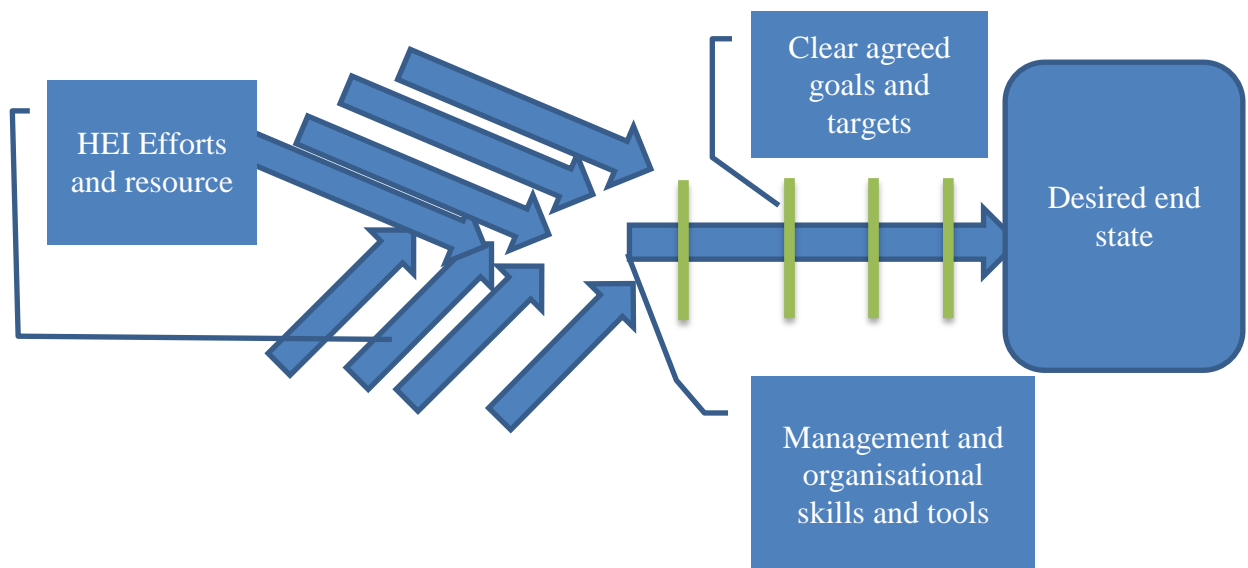 HEI Efforts
and resource
Clear agreed
goals and
targets
Desired end
state
Management and
organisational
skills and tools